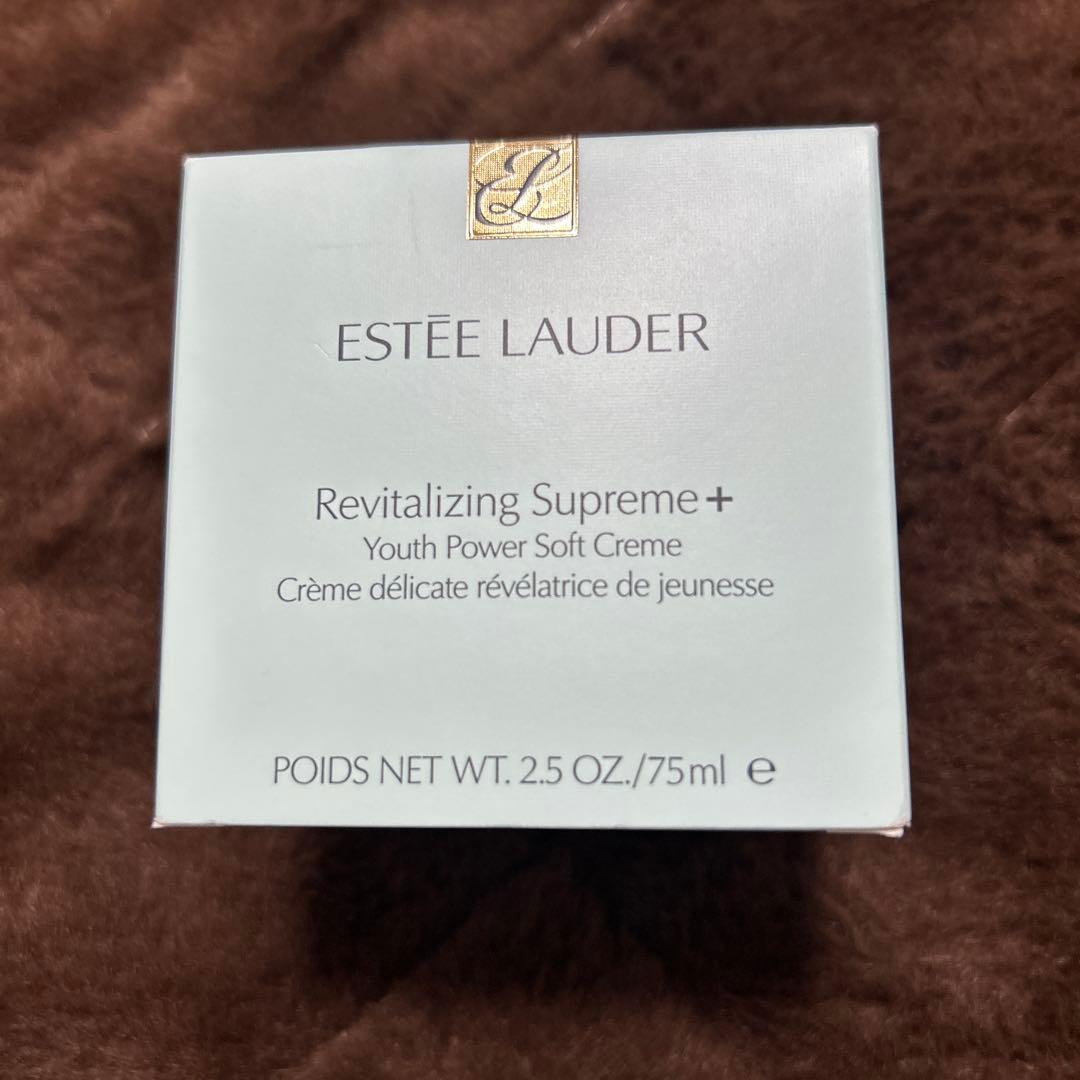 ESTĒE LAUDER
Revitalizing Supreme+
Youth Power Soft Creme
Crème délicate révélatrice de jeunesse
POIDS NET WT. 2.5 OZ./75ml ℮